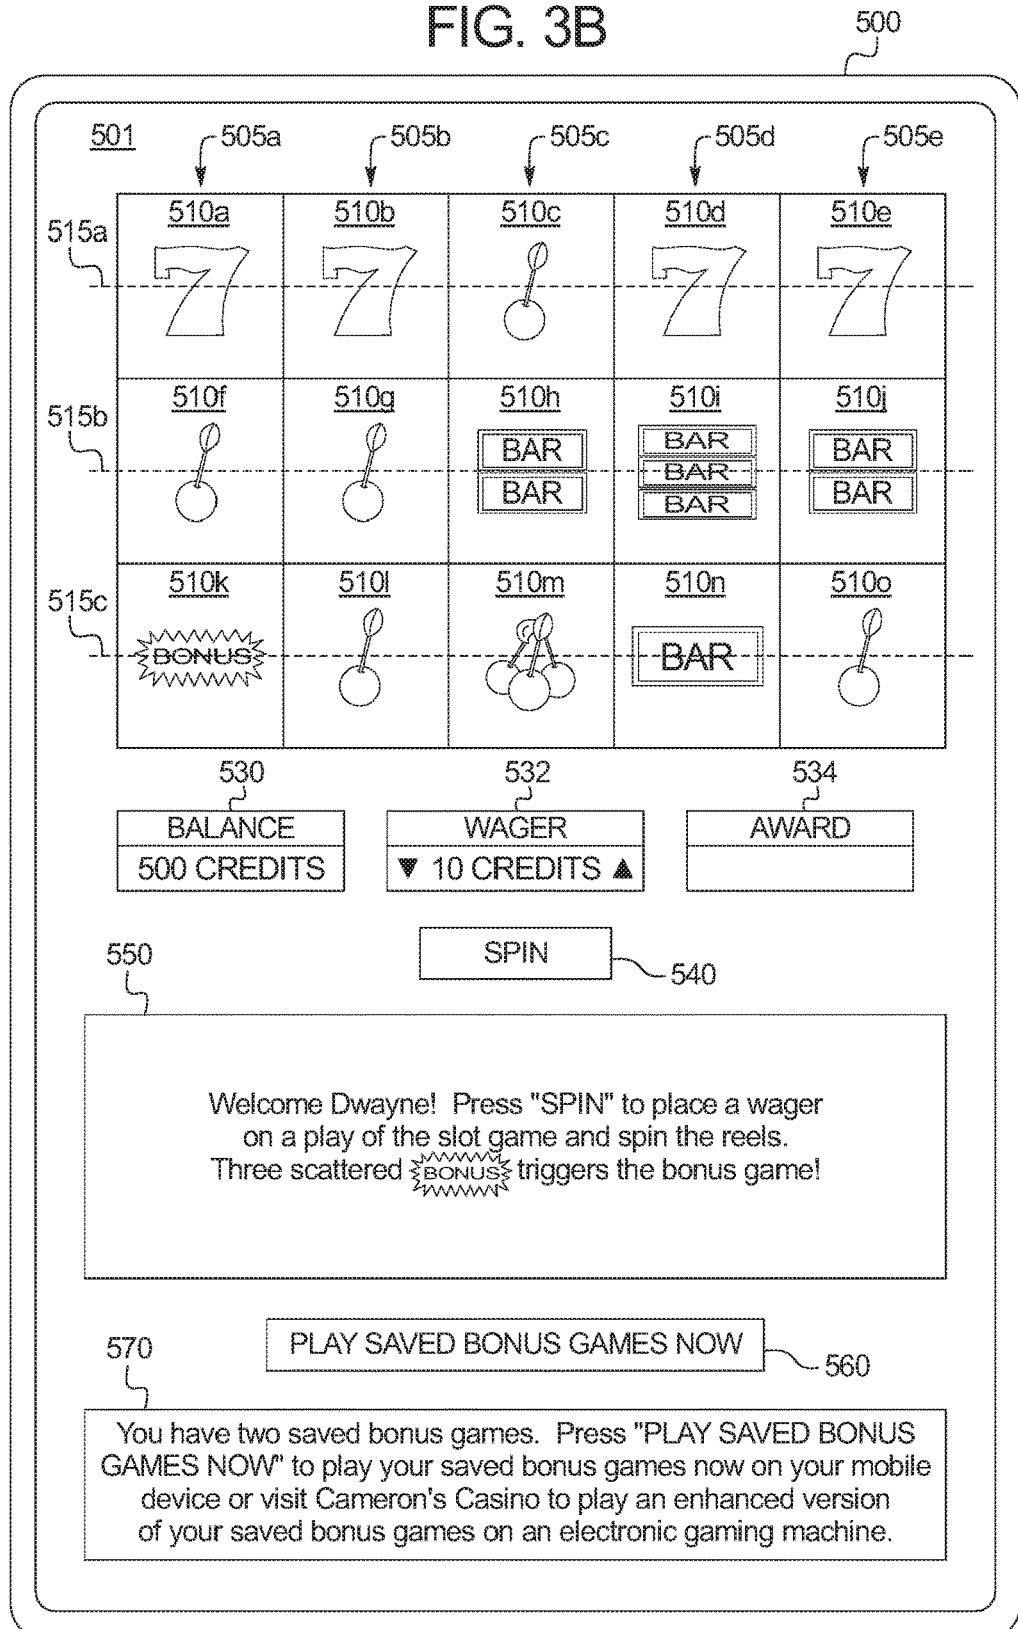 FIG. 3B
500
501 505a 505b 505c 505d 505e
510a 510b 510c 510d 510e
515a
7 7 7 7
510f 510g 510h 510i 510j
515b
BAR BAR BAR
BAR
BAR BAR BAR
510k 510l 510m 510n 510o
515c
BONUS BAR
530 532 534
BALANCE WAGER AWARD
500 CREDITS ▼ 10 CREDITS ▲
SPIN
540
550
Welcome Dwayne! Press "SPIN" to place a wager
on a play of the slot game and spin the reels.
Three scattered BONUS triggers the bonus game!
PLAY SAVED BONUS GAMES NOW
560
570
You have two saved bonus games. Press "PLAY SAVED BONUS
GAMES NOW" to play your saved bonus games now on your mobile
device or visit Cameron's Casino to play an enhanced version
of your saved bonus games on an electronic gaming machine.